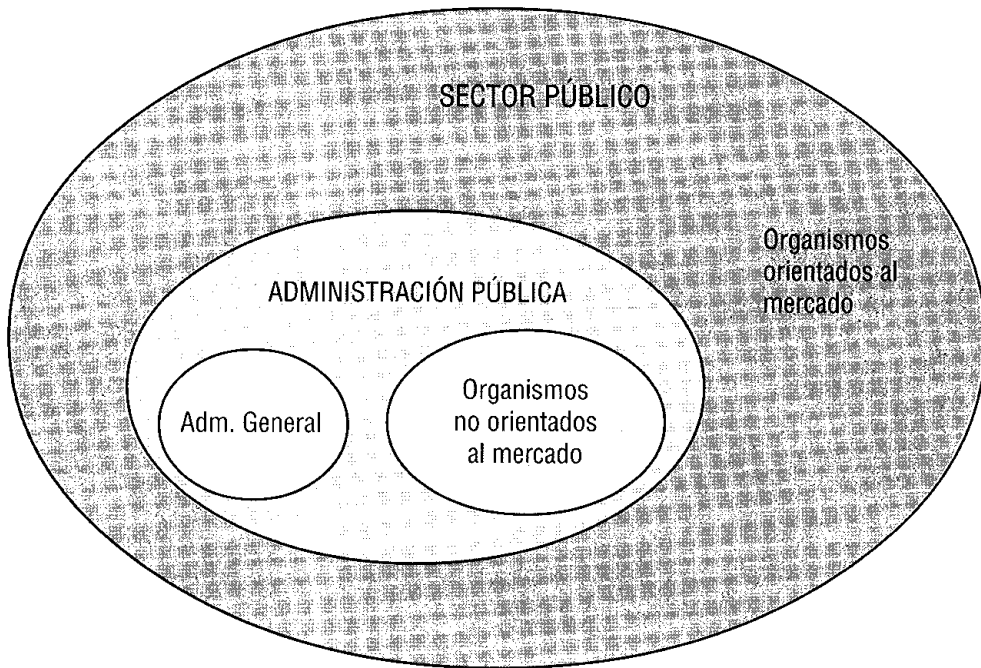 SECTOR PÚBLICO
Organismos
orientados al
mercado
ADMINISTRACIÓN PÚBLICA
Adm. General
Organismos
no orientados
al mercado